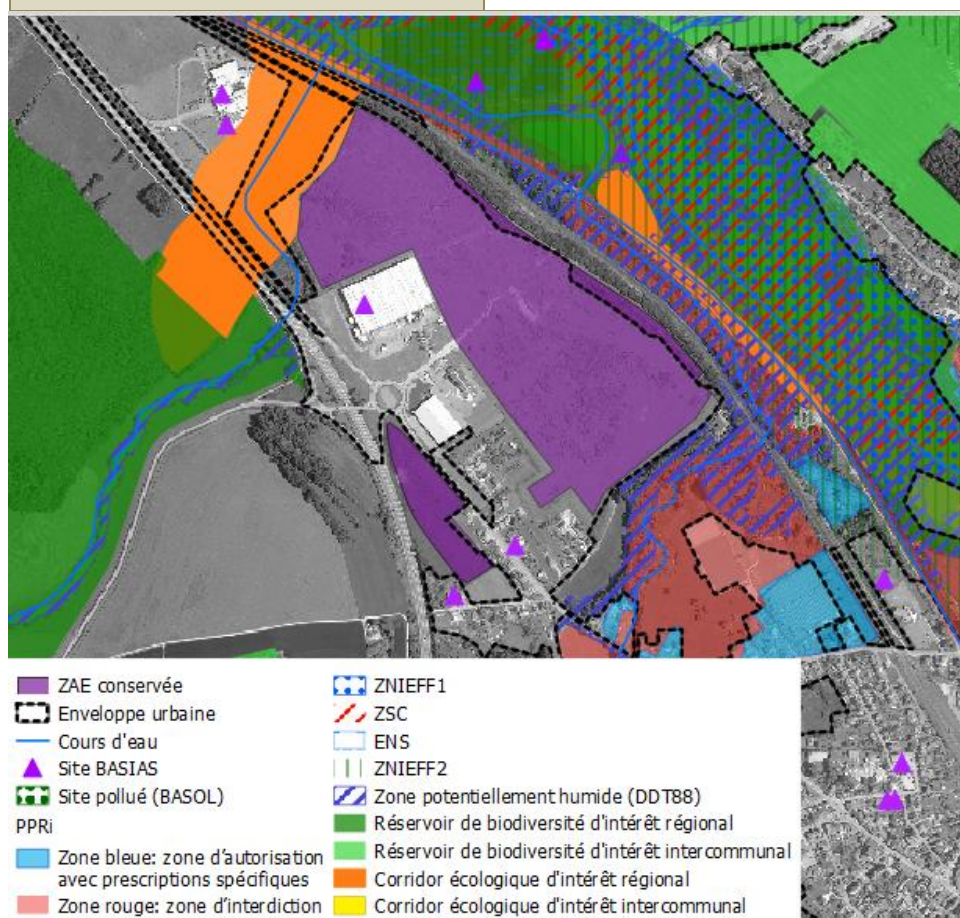 ZAE conservée
Enveloppe urbaine
Cours d'eau
Site BASIAS
Site pollué (BASOL)
PPRi
Zone bleue: zone d'autorisation
avec prescriptions spécifiques
Zone rouge: zone d'interdiction
ZNIEFF1
ZSC
ENS
ZNIEFF2
Zone potentiellement humide (DDT88)
Réservoir de biodiversité d'intérêt régional
Réservoir de biodiversité d'intérêt intercommunal
Corridor écologique d'intérêt régional
Corridor écologique d'intérêt intercommunal